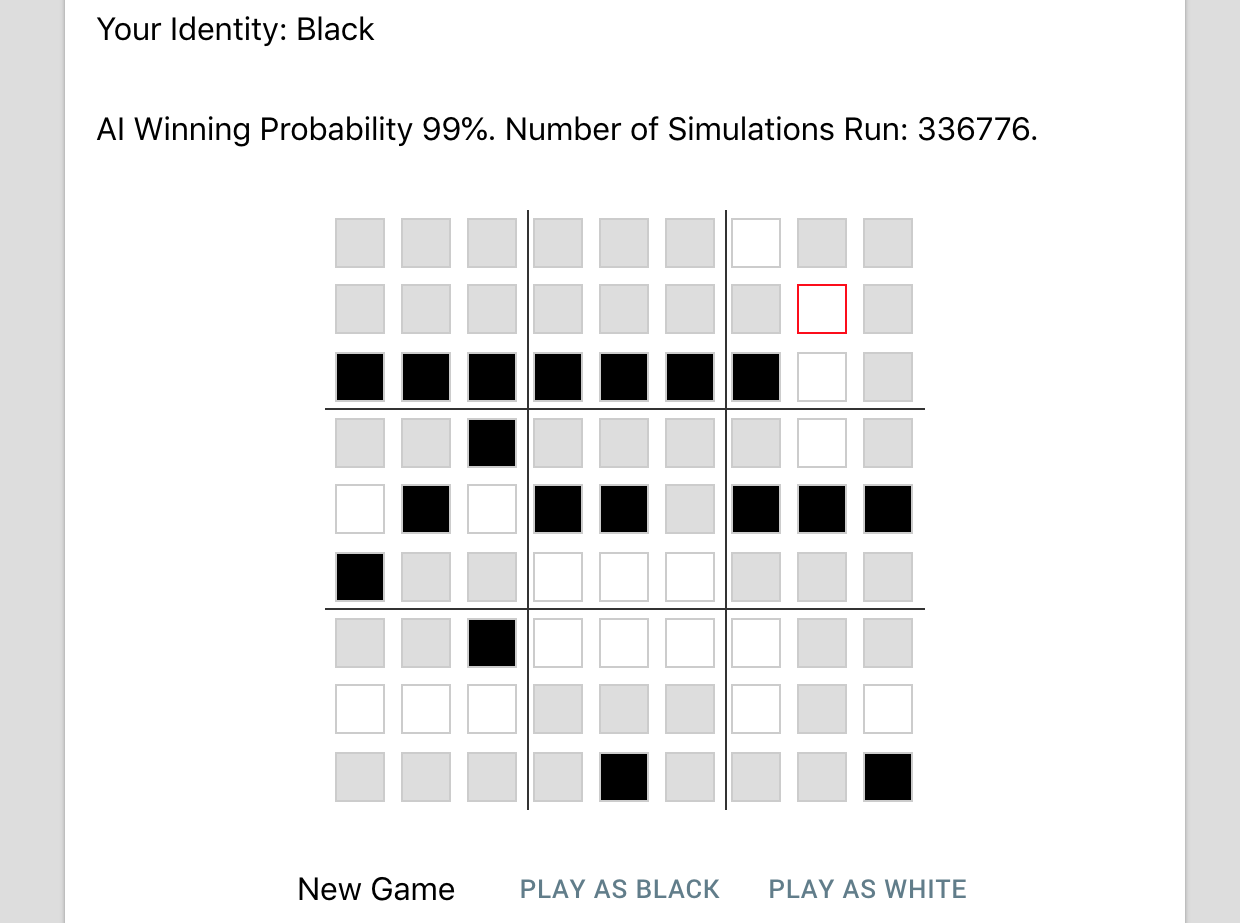 Your Identity: Black
AI Winning Probability 99%. Number of Simulations Run: 336776.
New Game PLAY AS BLACK PLAY AS WHITE